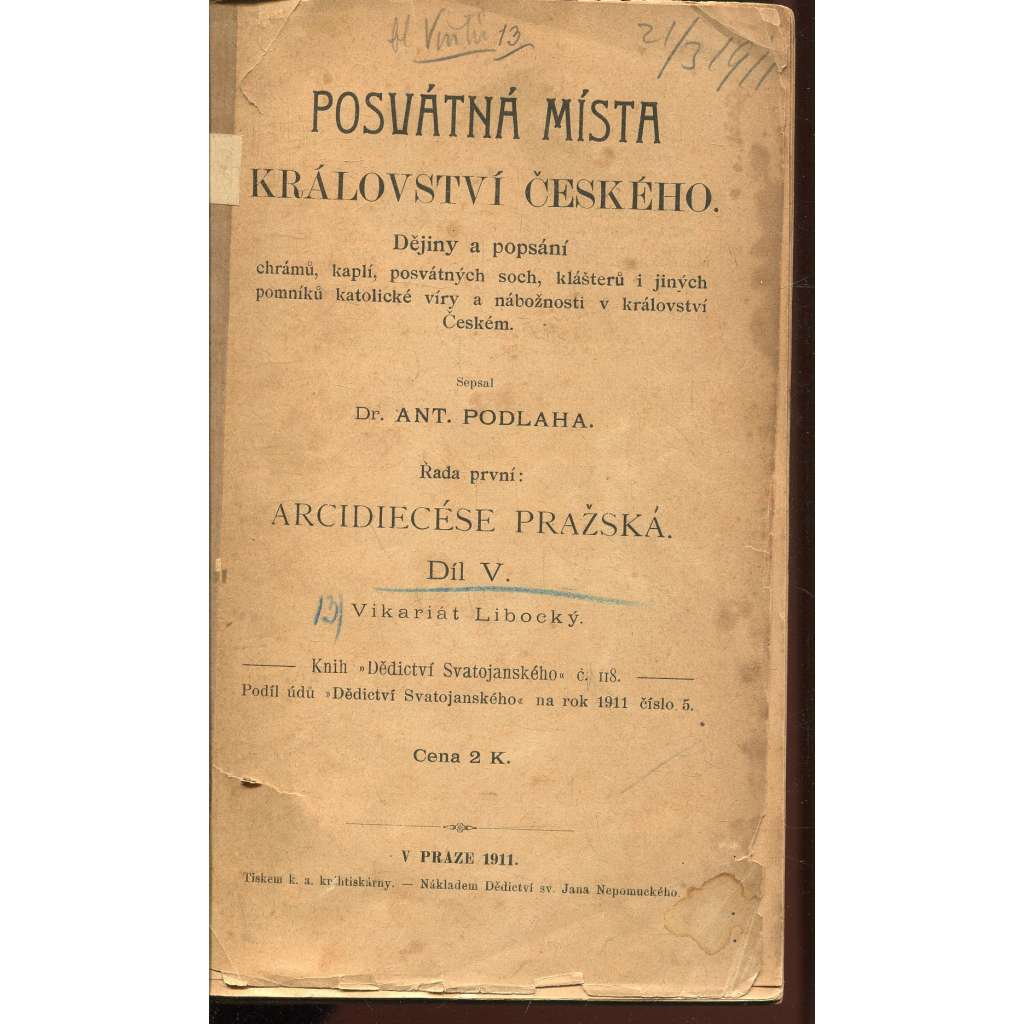 13
21/3 1911
POSVÁTNÁ MÍSTA
KRÁLOVSTVÍ ČESKÉHO.
Dějiny a popsání
chrámů, kaplí, posvátných soch, klášterů i jiných
pomníků katolické víry a nábožnosti v království
Českém.
Sepsal
Dr. ANT. PODLAHA.
Řada první:
ARCIDIECÉSE PRAŽSKÁ.
Díl V.
13) Vikariát Libocký.
Knih »Dědictví Svatojanského« č. 118.
Podíl údů »Dědictví Svatojanského« na rok 1911 číslo 5.
Cena 2 K.
V PRAZE 1911.
Tiskem k. a. knihtiskárny. — Nákladem Dědictví sv. Jana Nepomuckého.